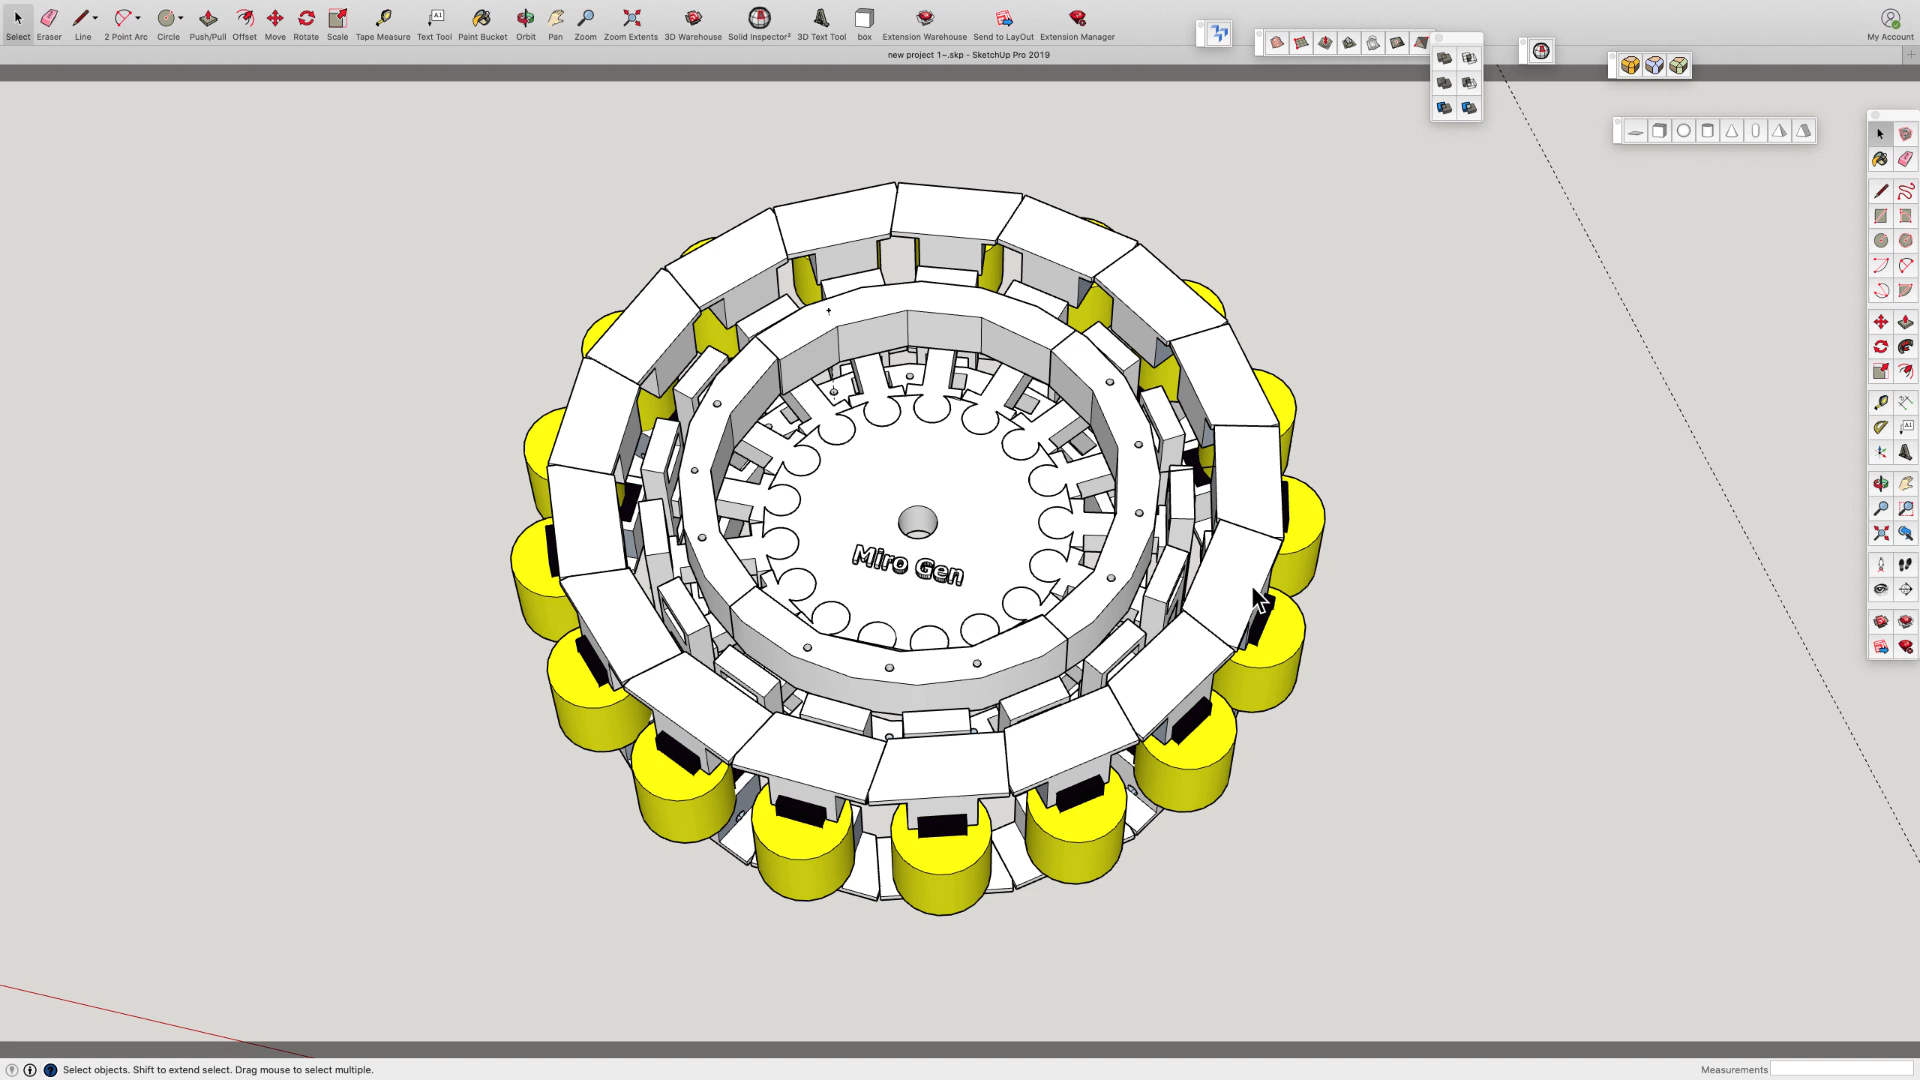 Select Eraser Line 2 Point Arc Circle Push/Pull Offset Move Rotate Scale Tape Measure Text Tool Paint Bucket Orbit Pan Zoom Zoom Extents 3D Warehouse Solid Inspector² 3D Text Tool box Extension Warehouse Send to LayOut Extension Manager My Account
new project 1~.skp - SketchUp Pro 2019
Miro Gen
Select objects. Shift to extend select. Drag mouse to select multiple.
Measurements